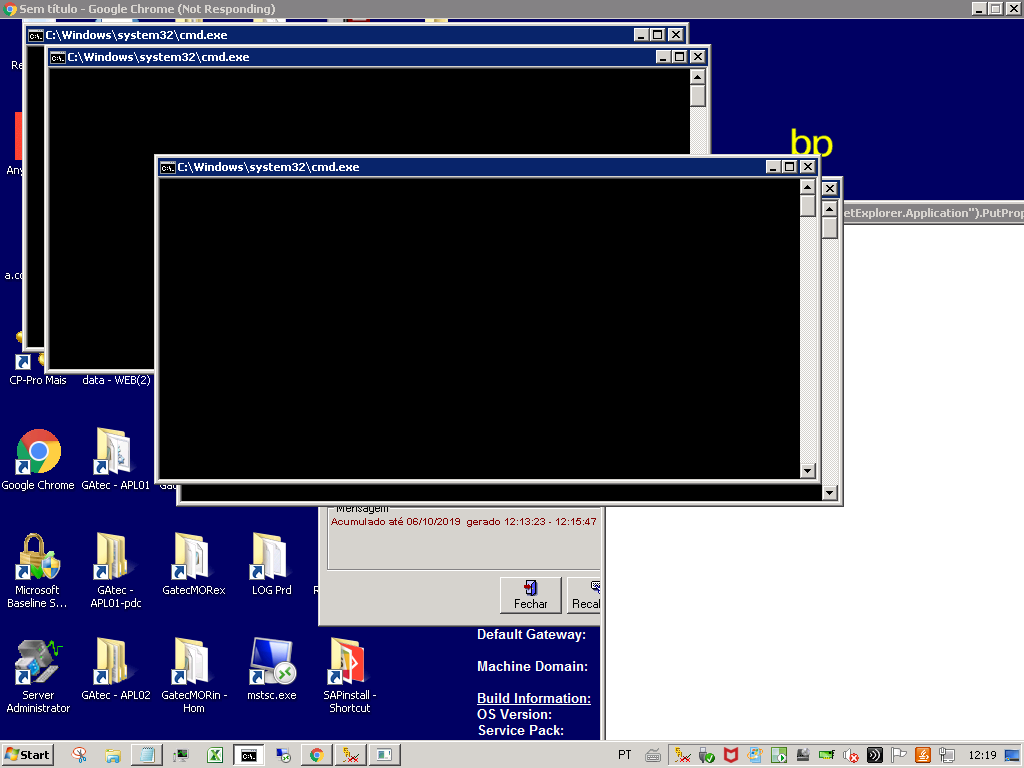 Sem título - Google Chrome (Not Responding)
C:\Windows\system32\cmd.exe
C:\Windows\system32\cmd.exe
bp
C:\Windows\system32\cmd.exe
etExplorer.Application").PutProp
CP-Pro Mais
data - WEB(2)
Google Chrome
GAtec - APL01
Mensagem
Acumulado até 06/10/2019 gerado 12:13:23 - 12:15:47
Microsoft
Baseline S...
GAtec -
APL01-pdc
GatecMORex
LOG Prd
Fechar
Default Gateway:
Machine Domain:
Server
Administrator
GAtec - APL02
GatecMORin -
Hom
mstsc.exe
SAPinstall -
Shortcut
Build Information:
OS Version:
Service Pack:
Start
PT
12:19